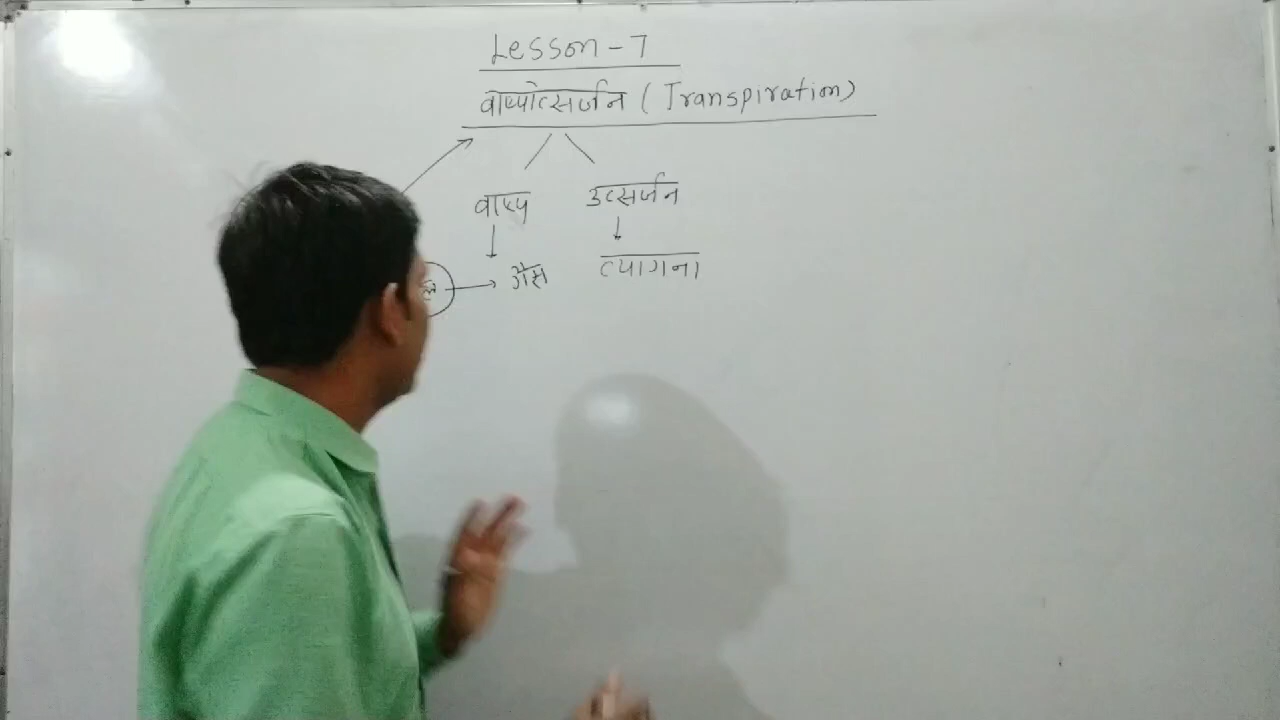 Lesson - 7
वाष्पोत्सर्जन ( Transpiration)
वाष्प उत्सर्जन
गैस त्यागना